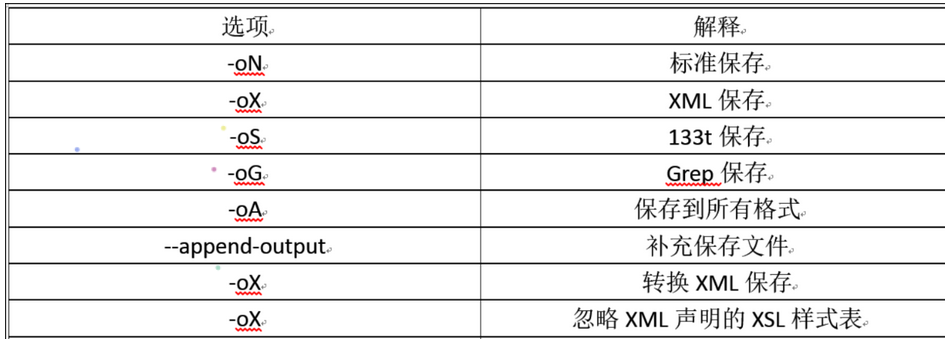 选项 解释
-oN 标准保存
-oX XML 保存
-oS 133t 保存
-oG Grep 保存
-oA 保存到所有格式
--append-output 补充保存文件
-oX 转换 XML 保存
-oX 忽略 XML 声明的 XSL 样式表